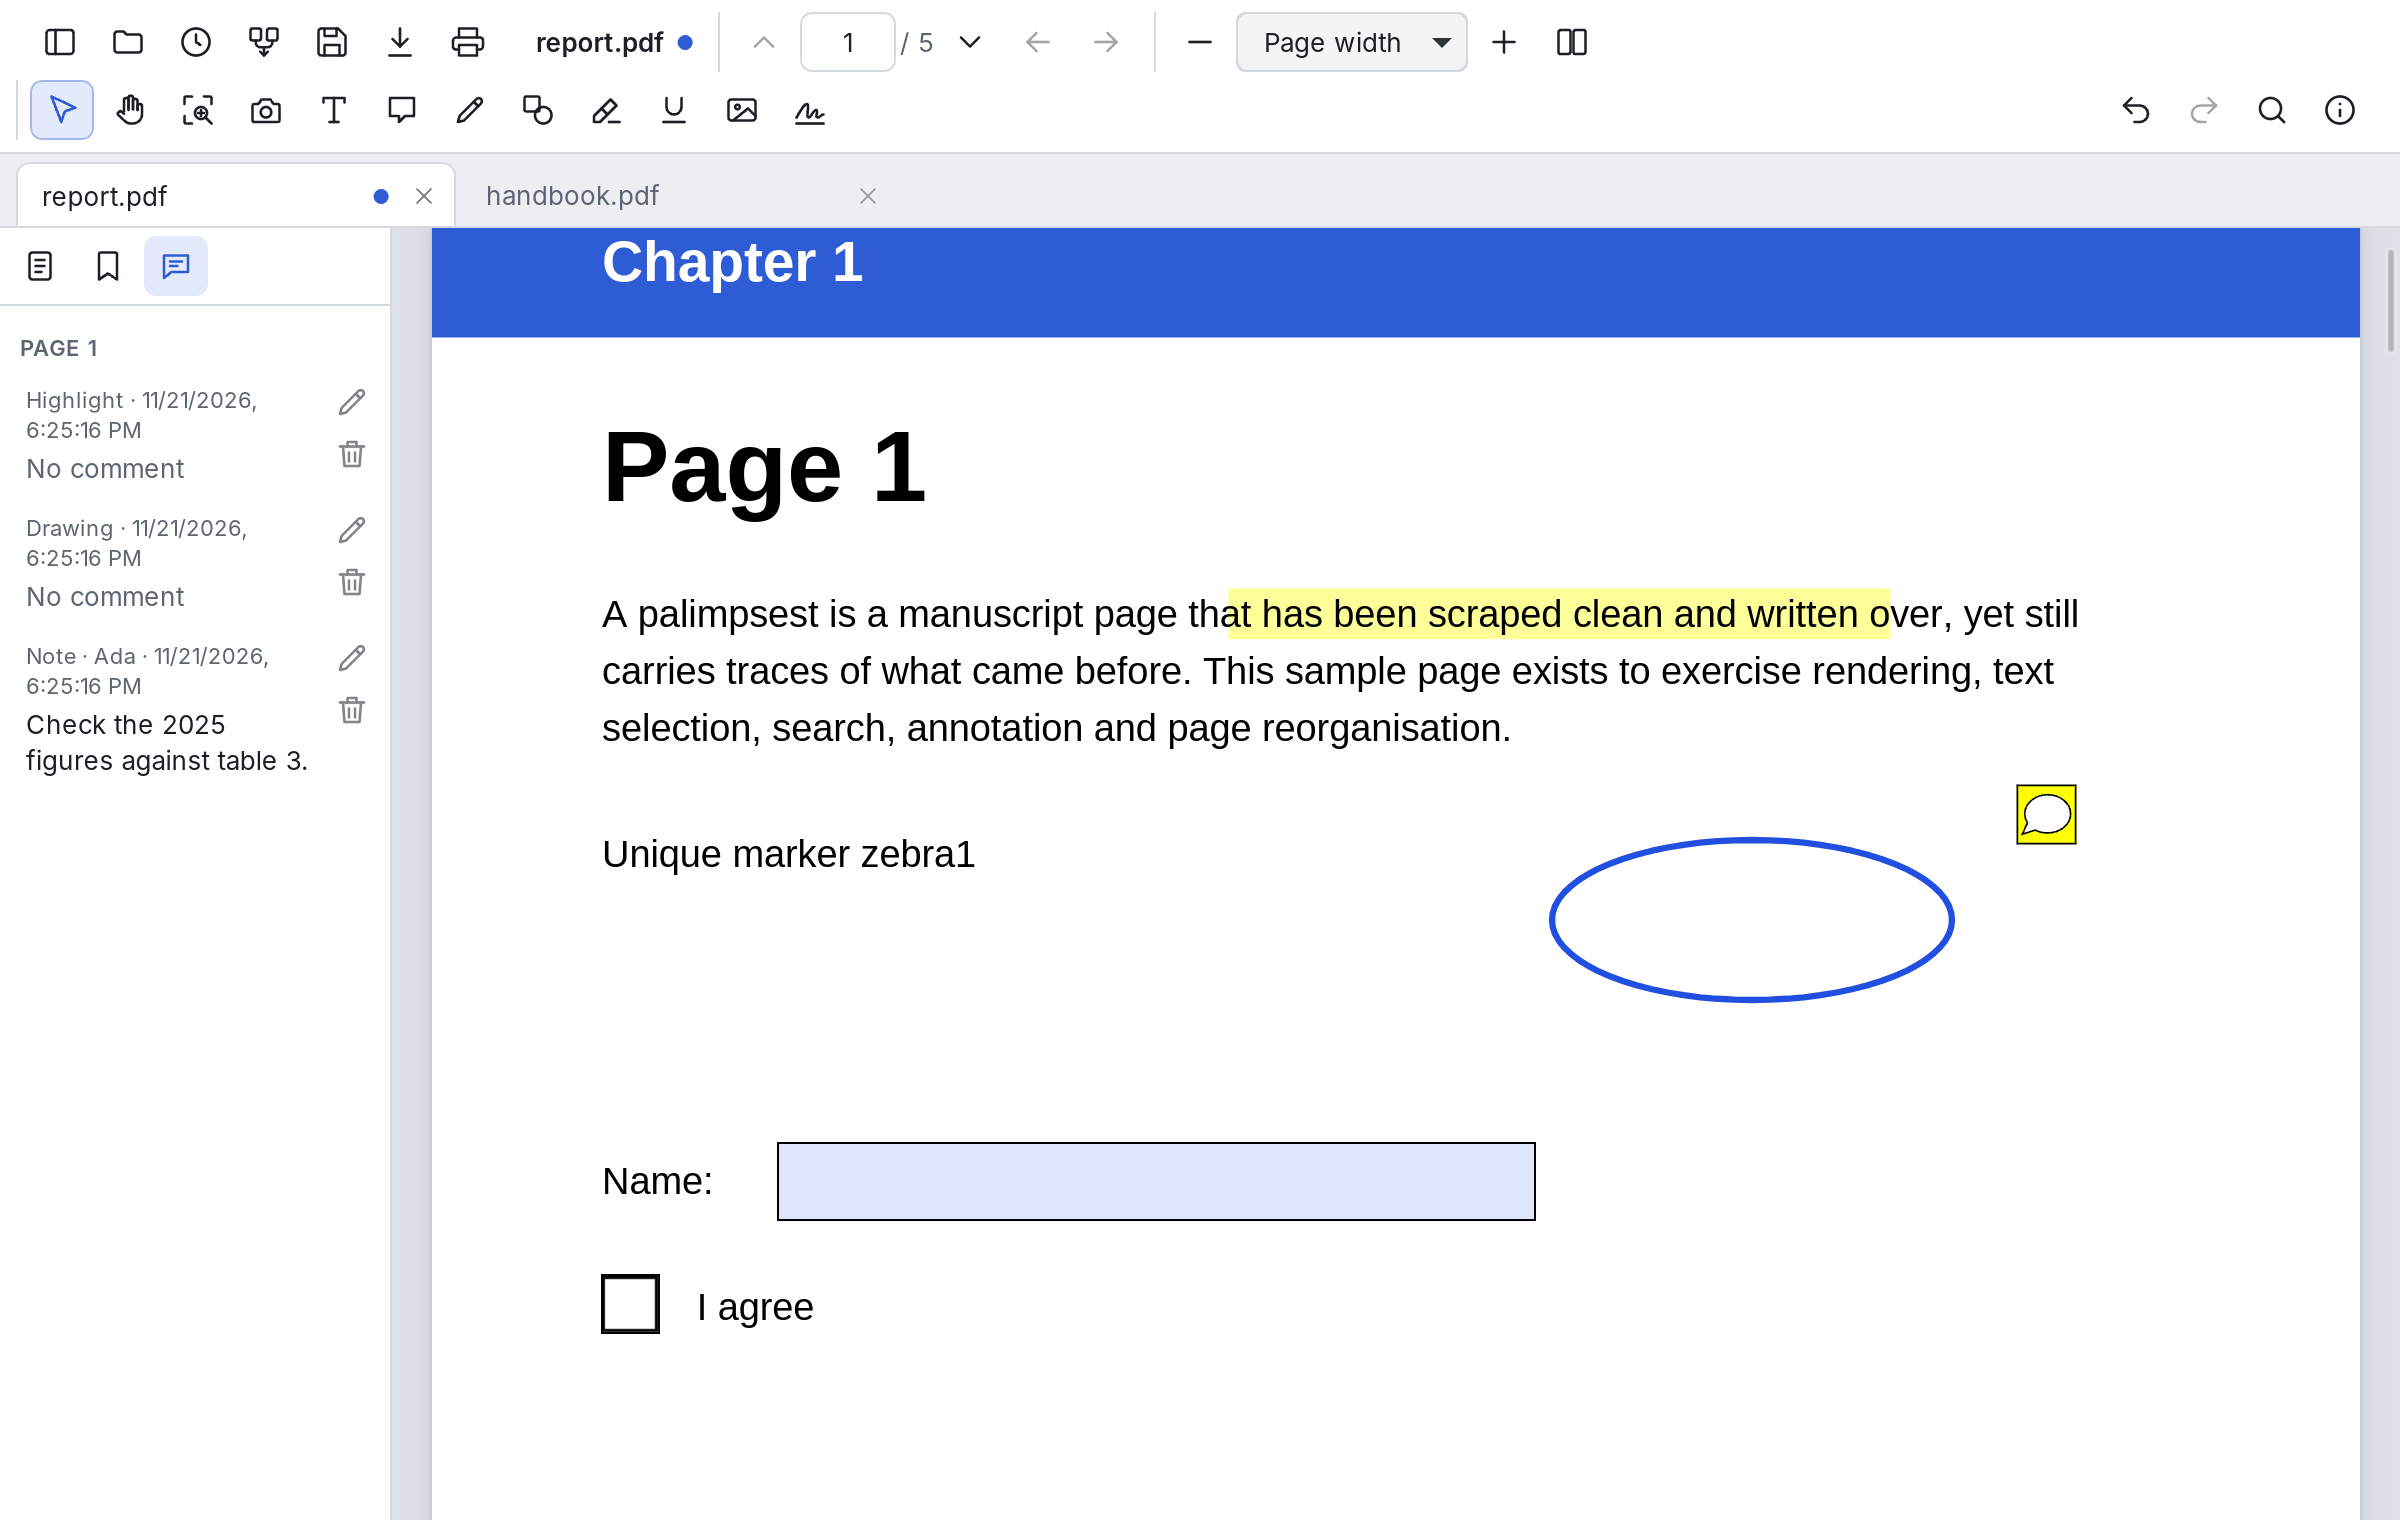 report.pdf
1 / 5
Page width
report.pdf
handbook.pdf
PAGE 1
Highlight · 11/21/2026,
6:25:16 PM
No comment
Drawing · 11/21/2026,
6:25:16 PM
No comment
Note · Ada · 11/21/2026,
6:25:16 PM
Check the 2025
figures against table 3.
Chapter 1
Page 1
A palimpsest is a manuscript page that has been scraped clean and written over, yet still
carries traces of what came before. This sample page exists to exercise rendering, text
selection, search, annotation and page reorganisation.
Unique marker zebra1
Name:
I agree